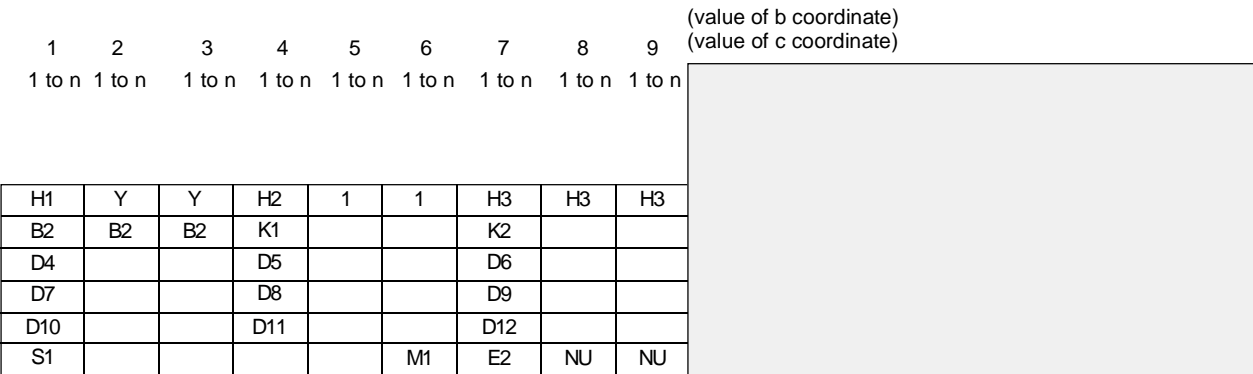 (value of b coordinate)
1 2 3 4 5 6 7 8 9 (value of c coordinate)
1 to n 1 to n 1 to n 1 to n 1 to n 1 to n 1 to n 1 to n 1 to n
H1 Y Y H2 1 1 H3 H3 H3
B2 B2 B2 K1 K2
D4 D5 D6
D7 D8 D9
D10 D11 D12
S1 M1 E2 NU NU